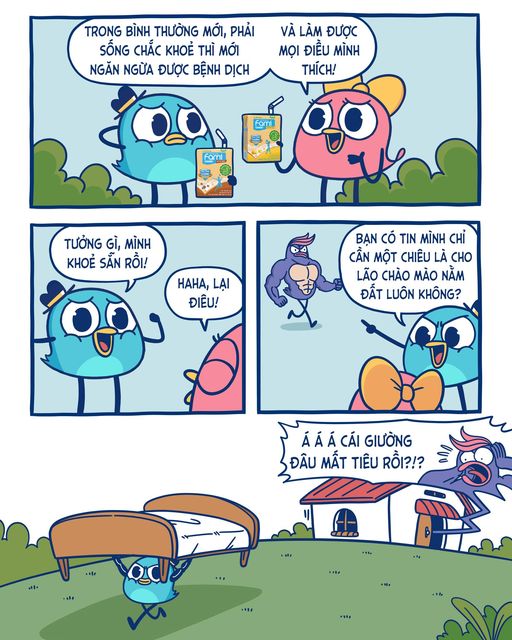 TRONG BÌNH THƯỜNG MỚI, PHẢI
SỐNG CHẮC KHOẺ THÌ MỚI
NGĂN NGỪA ĐƯỢC BỆNH DỊCH
VÀ LÀM ĐƯỢC
MỌI ĐIỀU MÌNH
THÍCH!
Fami
Fami
TƯỞNG GÌ, MÌNH
KHOẺ SẴN RỒI!
HAHA, LẠI
ĐIÊU!
BẠN CÓ TIN MÌNH CHỈ
CẦN MỘT CHIÊU LÀ CHO
LÃO CHÀO MÀO NẰM
ĐẤT LUÔN KHÔNG?
Á Á Á CÁI GIƯỜNG
ĐÂU MẤT TIÊU RỒI?!?